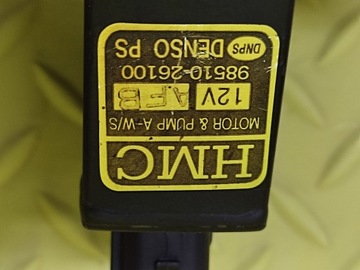 HMC
MOTOR & PUMP A-W/S
12V AFB
98510-26100
DNPS DENSO PS